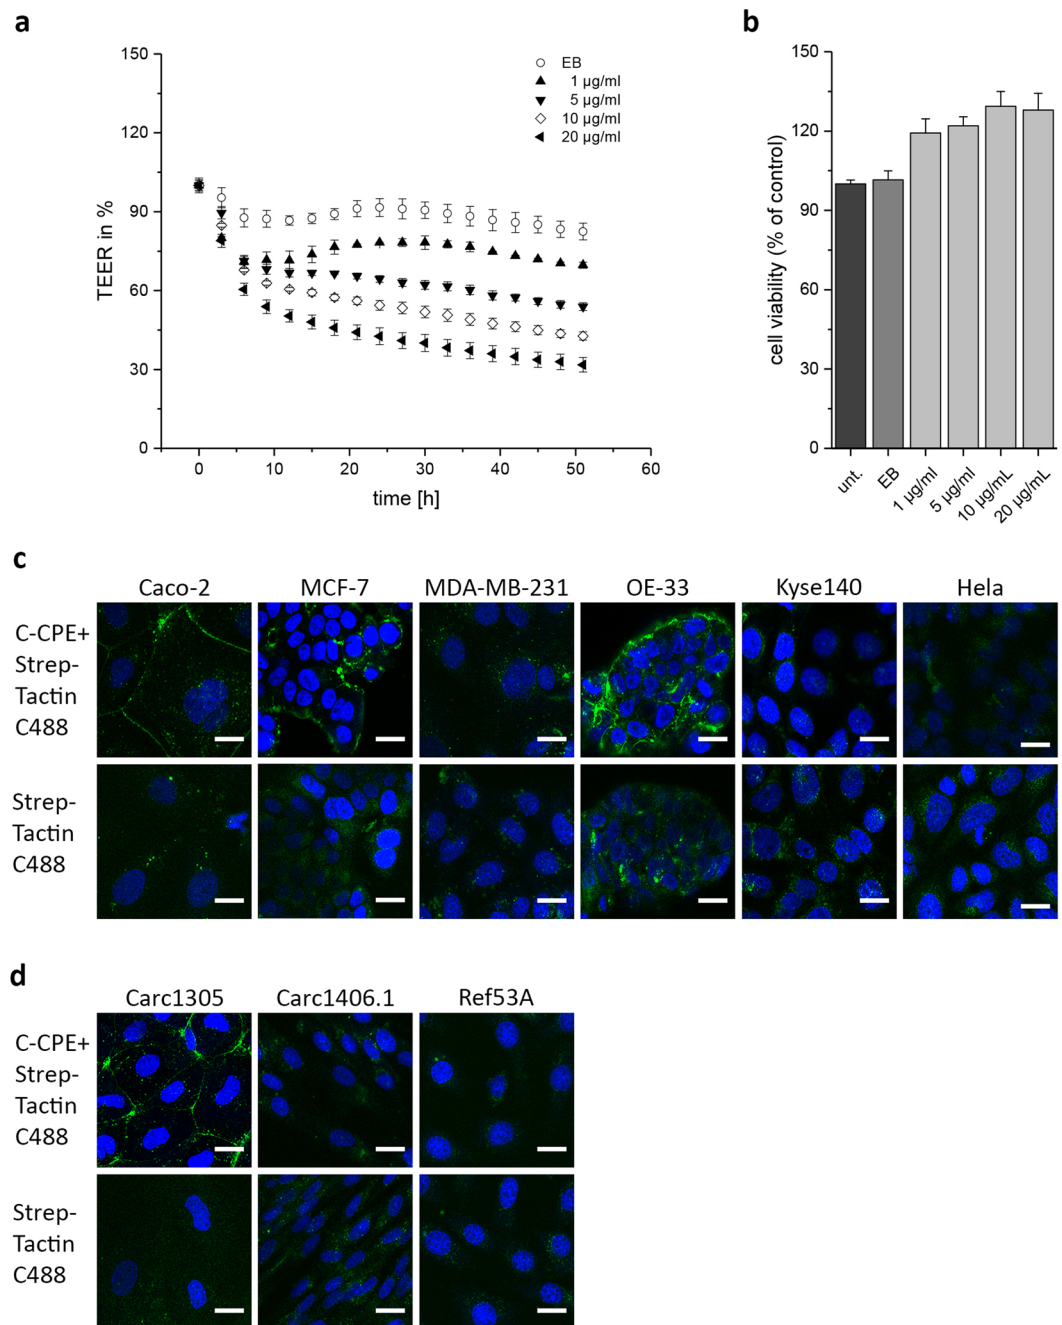 a
150
120
90
60
30
0
TEER in %
0
10
20
30
40
50
60
time [h]
EB
1 µg/ml
5 µg/ml
10 µg/ml
20 µg/ml
b
150
120
90
60
30
0
cell viability (% of control)
unt.
EB
1 µg/ml
5 µg/ml
10 µg/mL
20 µg/mL
c
Caco-2
MCF-7
MDA-MB-231
OE-33
Kyse140
Hela
C-CPE+
Strep-
Tactin
C488
Strep-
Tactin
C488
d
Carc1305
Carc1406.1
Ref53A
C-CPE+
Strep-
Tactin
C488
Strep-
Tactin
C488